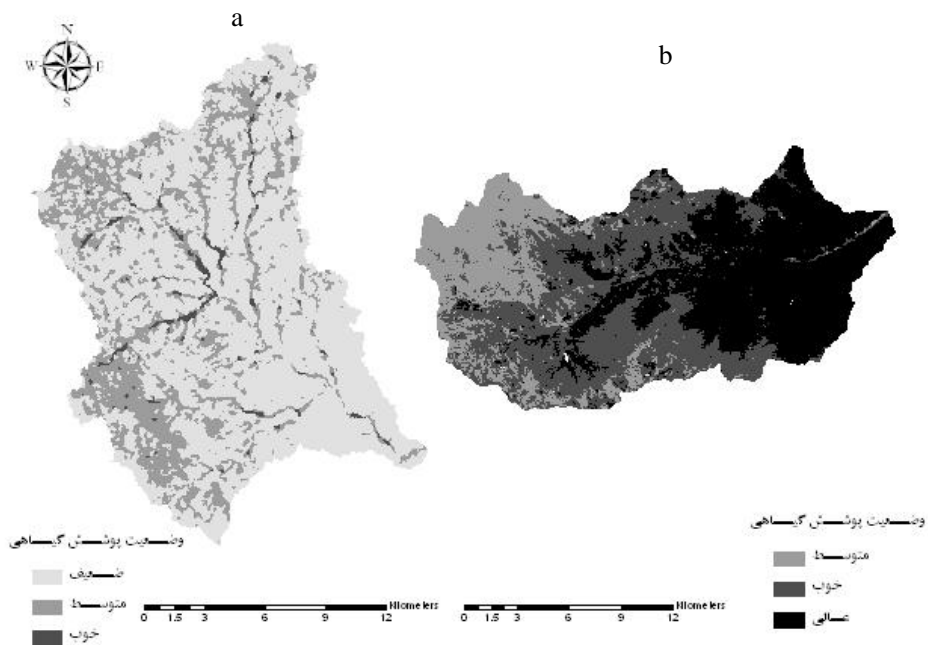 a
b
N
W E
S
وضعیت پوشش گیاهی
ضعیف
متوسط
خوب
0 1.5 3 6 9 12 Kilometers
وضعیت پوشش گیاهی
متوسط
خوب
عالی
0 1.5 3 6 9 12 Kilometers